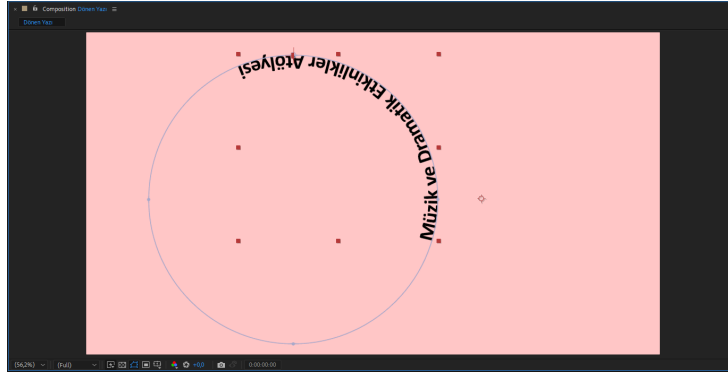 Composition Dönen Yazı
Dönen Yazı
Müzik ve Dramatik Etkinlikler Atölyesi
(56,2%)
(Full)
+0,0
0:00:00:00